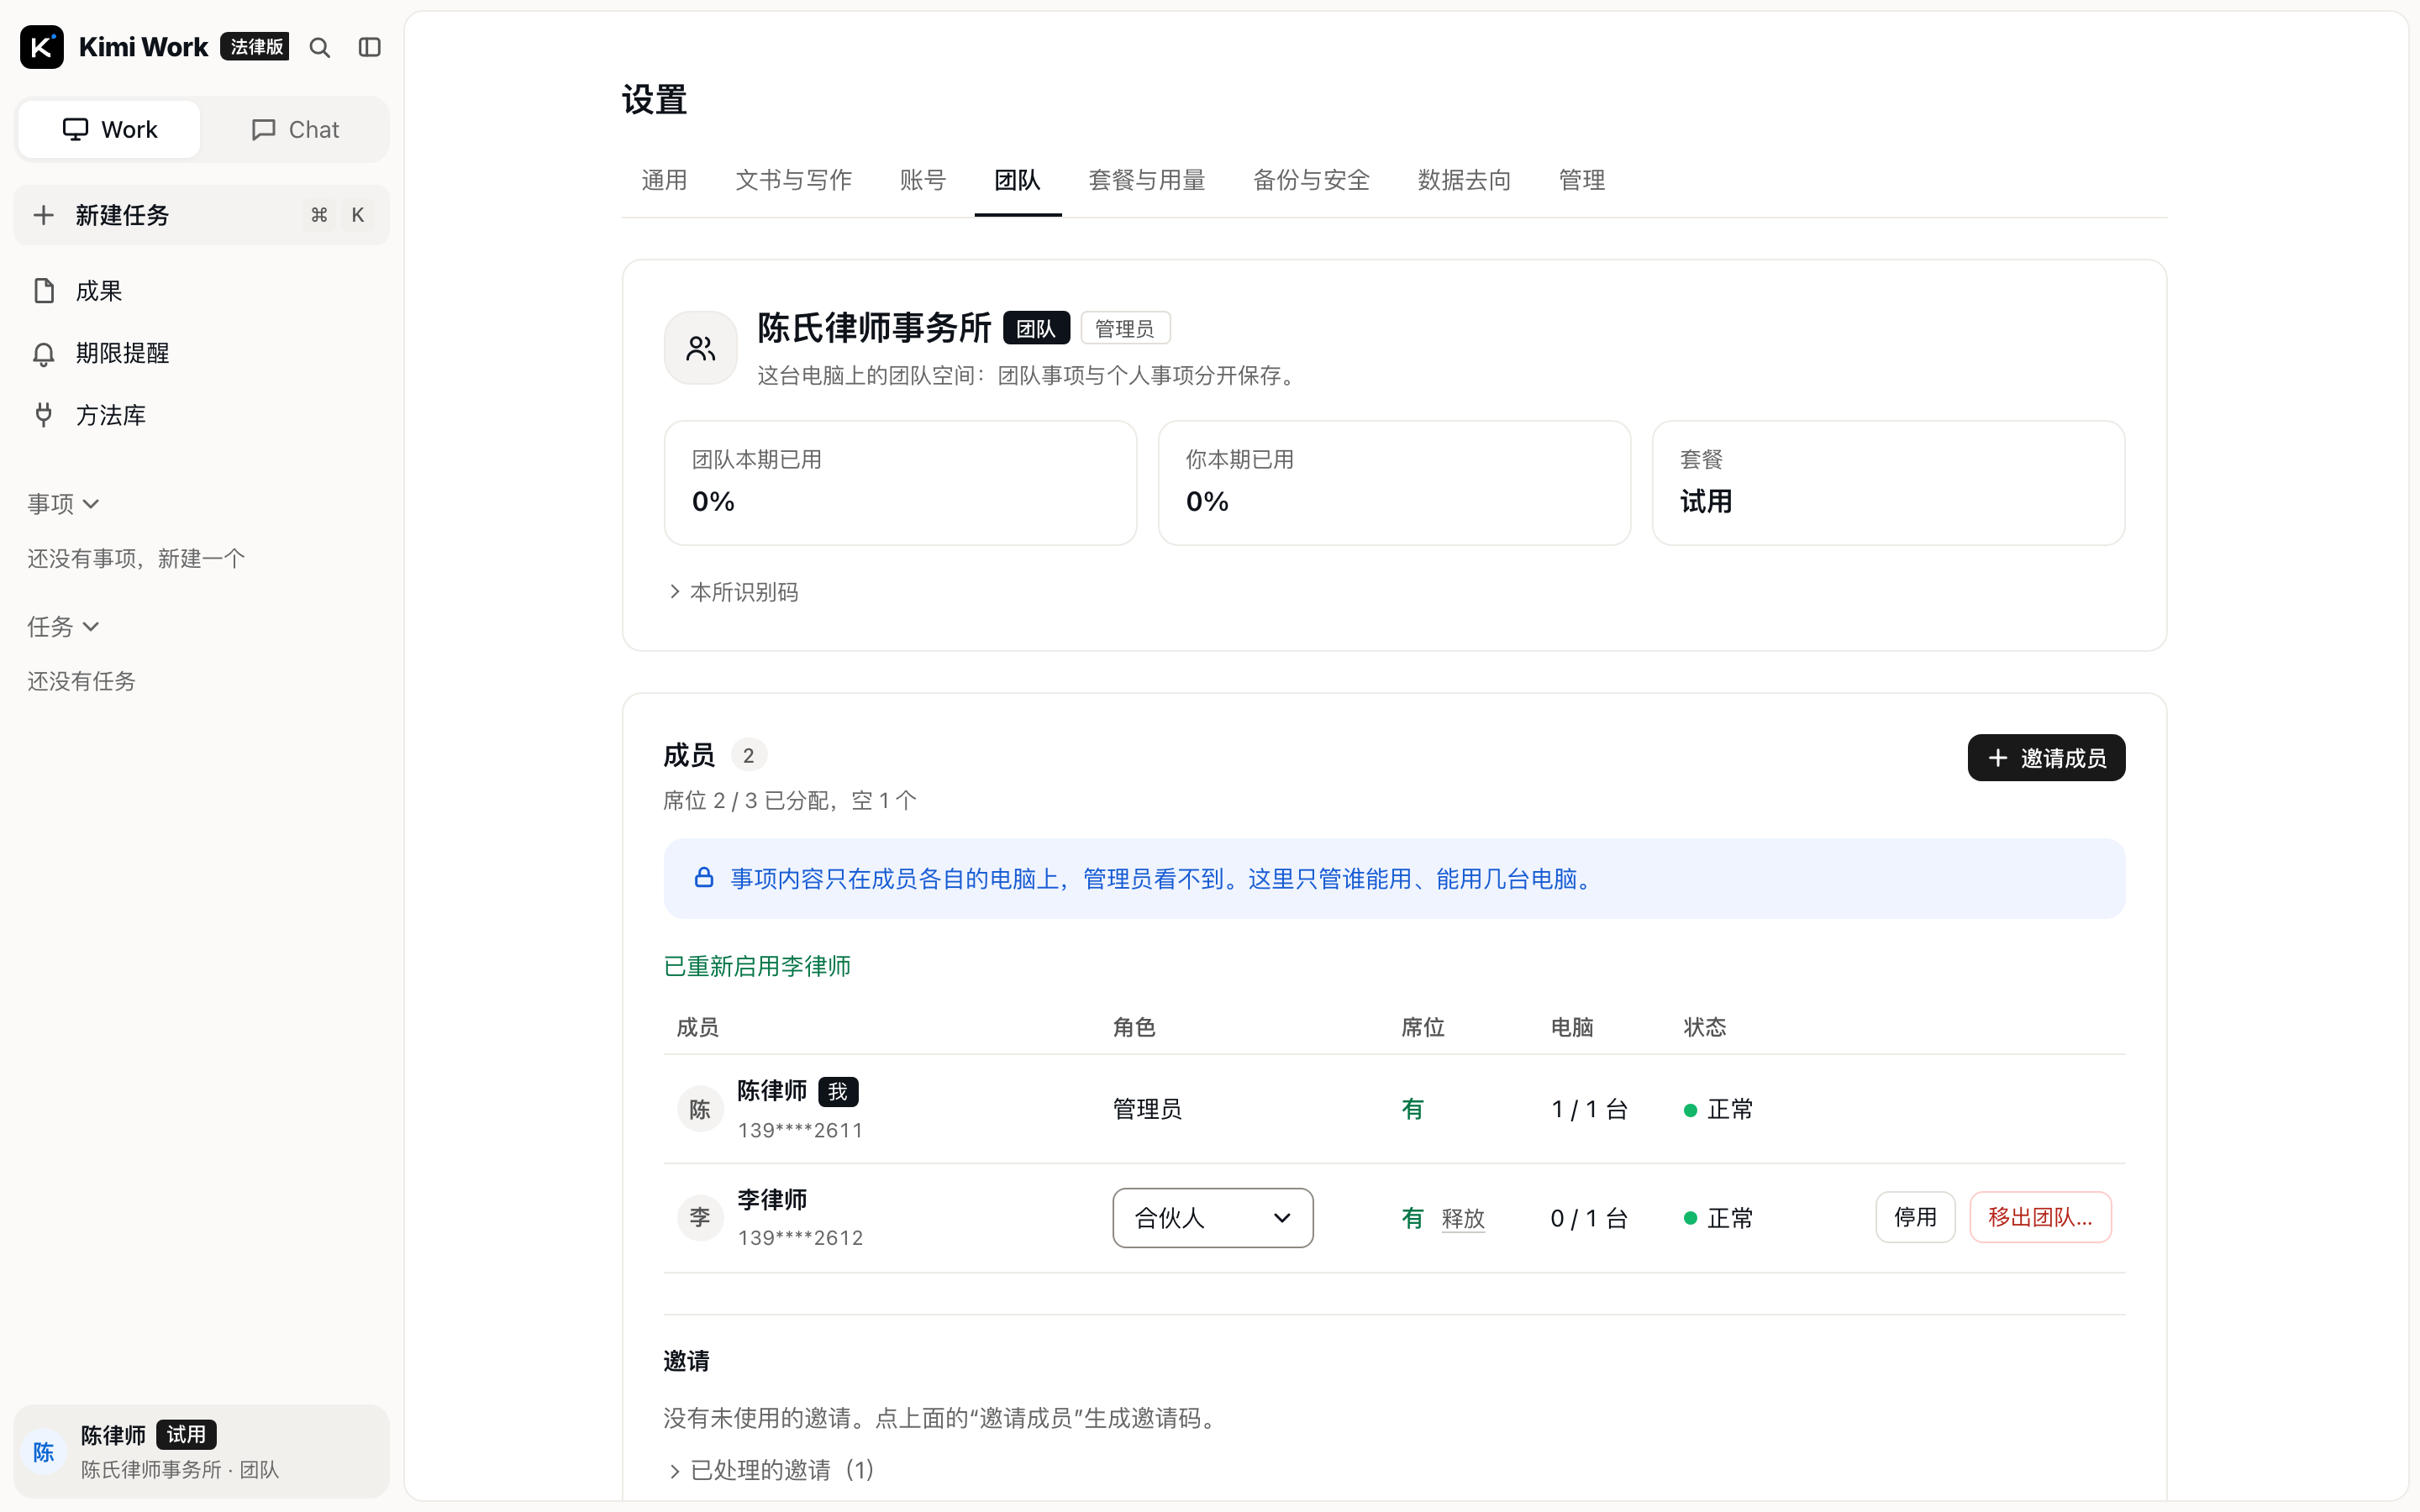 Kimi Work 法律版
Work
Chat
新建任务 ⌘ K
成果
期限提醒
方法库
事项
还没有事项，新建一个
任务
还没有任务
陈 陈律师 试用
陈氏律师事务所 · 团队
设置
通用 文书与写作 账号 团队 套餐与用量 备份与安全 数据去向 管理
陈氏律师事务所 团队 管理员
这台电脑上的团队空间：团队事项与个人事项分开保存。
团队本期已用
0%
你本期已用
0%
套餐
试用
本所识别码
成员 2
邀请成员
席位 2 / 3 已分配，空 1 个
事项内容只在成员各自的电脑上，管理员看不到。这里只管谁能用、能用几台电脑。
已重新启用李律师
成员 角色 席位 电脑 状态
陈 陈律师 我
139****2611
管理员 有 1 / 1 台 正常
李 李律师
139****2612
合伙人 有 释放 0 / 1 台 正常 停用 移出团队...
邀请
没有未使用的邀请。点上面的“邀请成员”生成邀请码。
已处理的邀请（1）